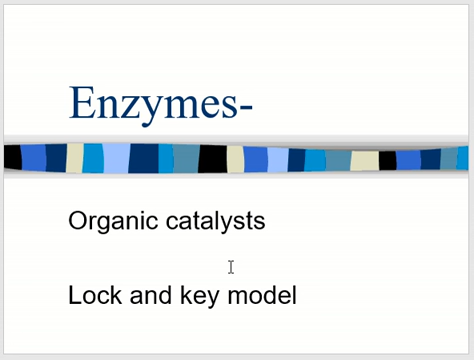 Enzymes-
Organic catalysts
Lock and key model